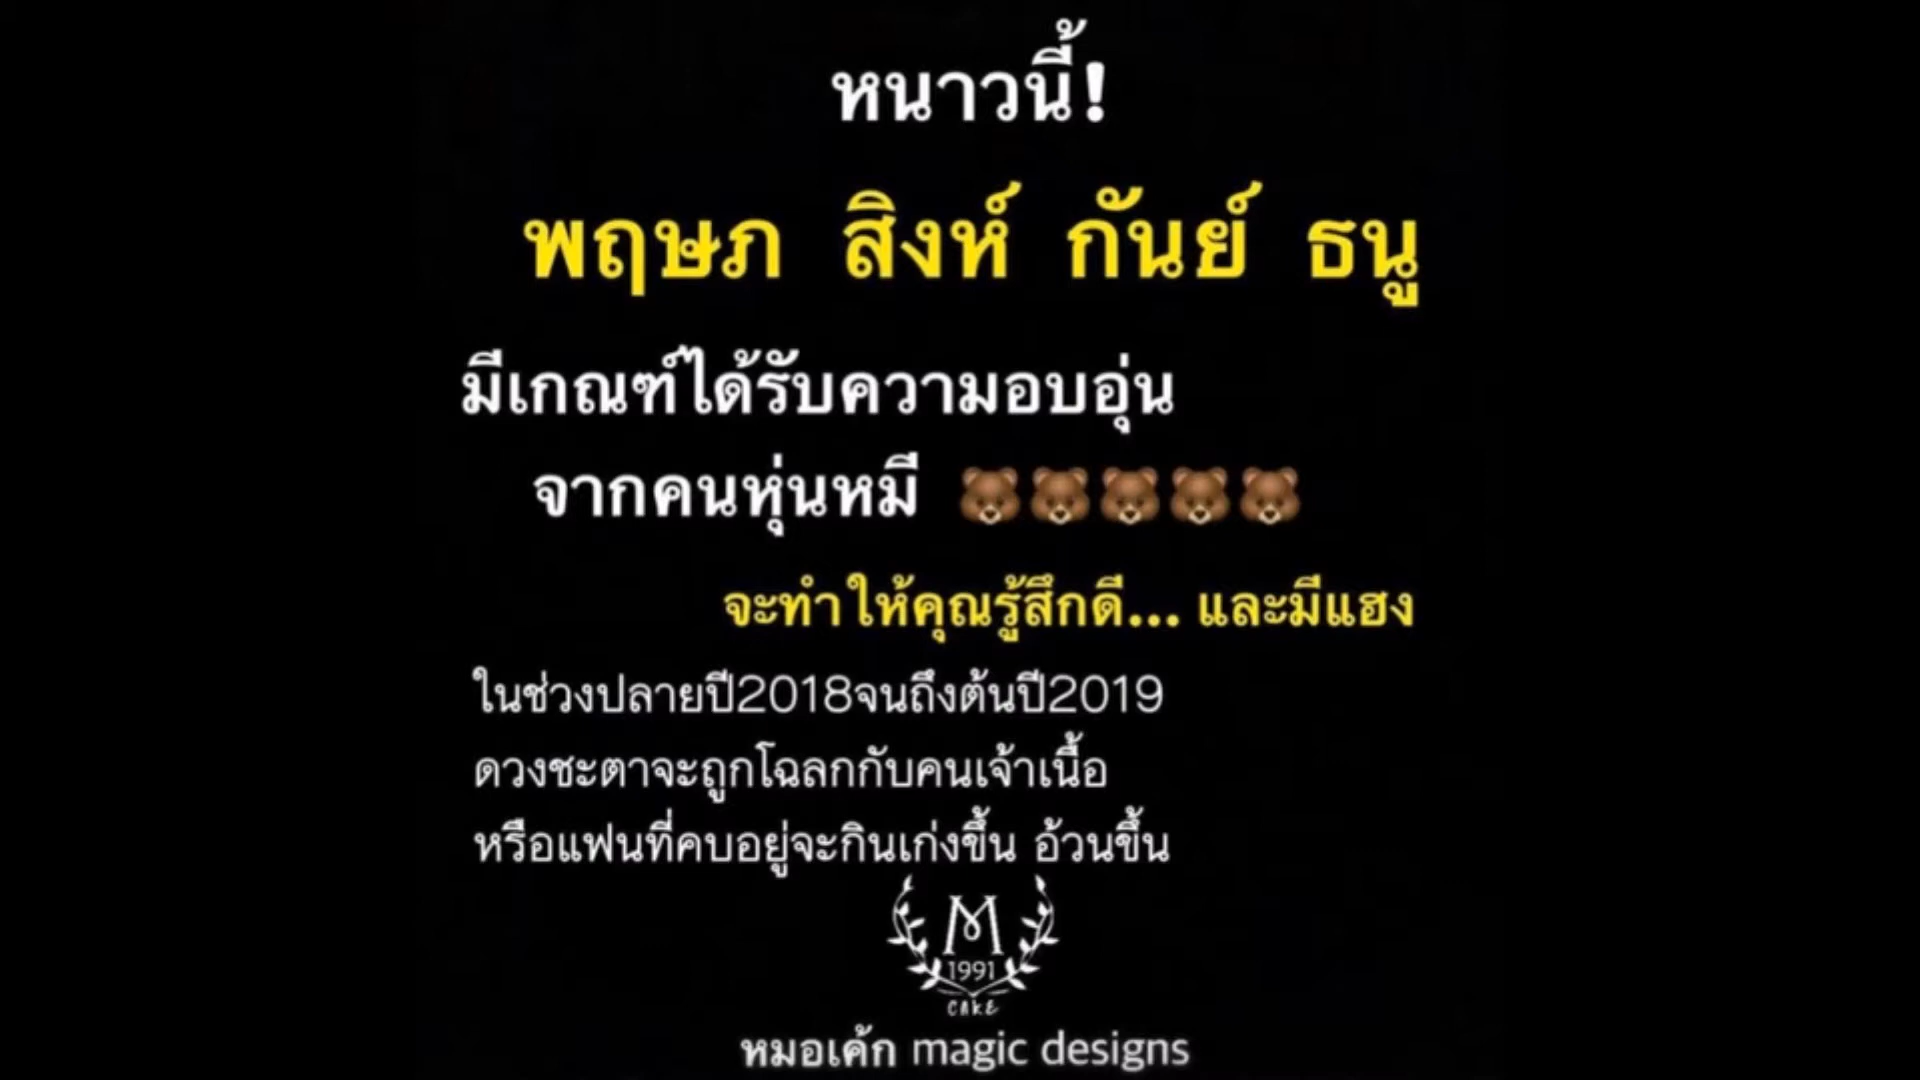 หนาวนี้!
พฤษภ สิงห์ กันย์ ธนู
มีเกณฑ์ได้รับความอบอุ่น
จากคนหุ่นหมี 🐻🐻🐻🐻🐻
จะทำให้คุณรู้สึกดี... และมีแฮง
ในช่วงปลายปี2018จนถึงต้นปี2019
ดวงชะตาจะถูกโฉลกกับคนเจ้าเนื้อ
หรือแฟนที่คบอยู่จะกินเก่งขึ้น อ้วนขึ้น
M
1991
CAKE
หมอเค้ก magic designs